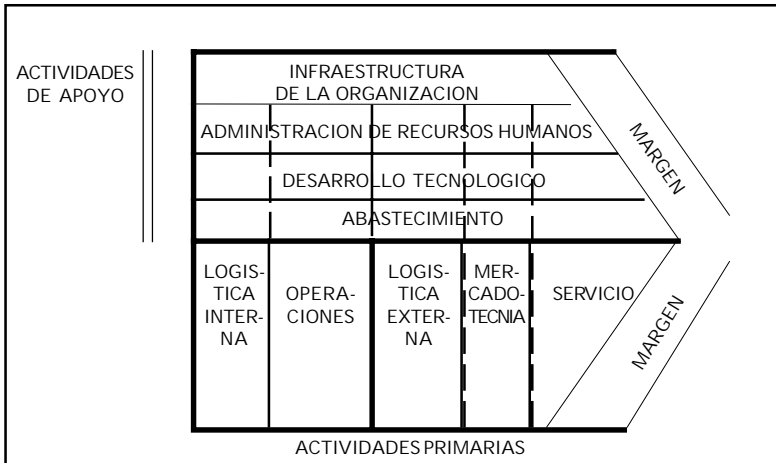 ACTIVIDADES
DE APOYO
INFRAESTRUCTURA
DE LA ORGANIZACION
ADMINISTRACION DE RECURSOS HUMANOS
DESARROLLO TECNOLOGICO
ABASTECIMIENTO
MARGEN
LOGIS-
TICA
INTER-
NA
OPERA-
CIONES
LOGIS-
TICA
EXTER-
NA
MER-
CADO-
TECNIA
SERVICIO
MARGEN
ACTIVIDADES PRIMARIAS